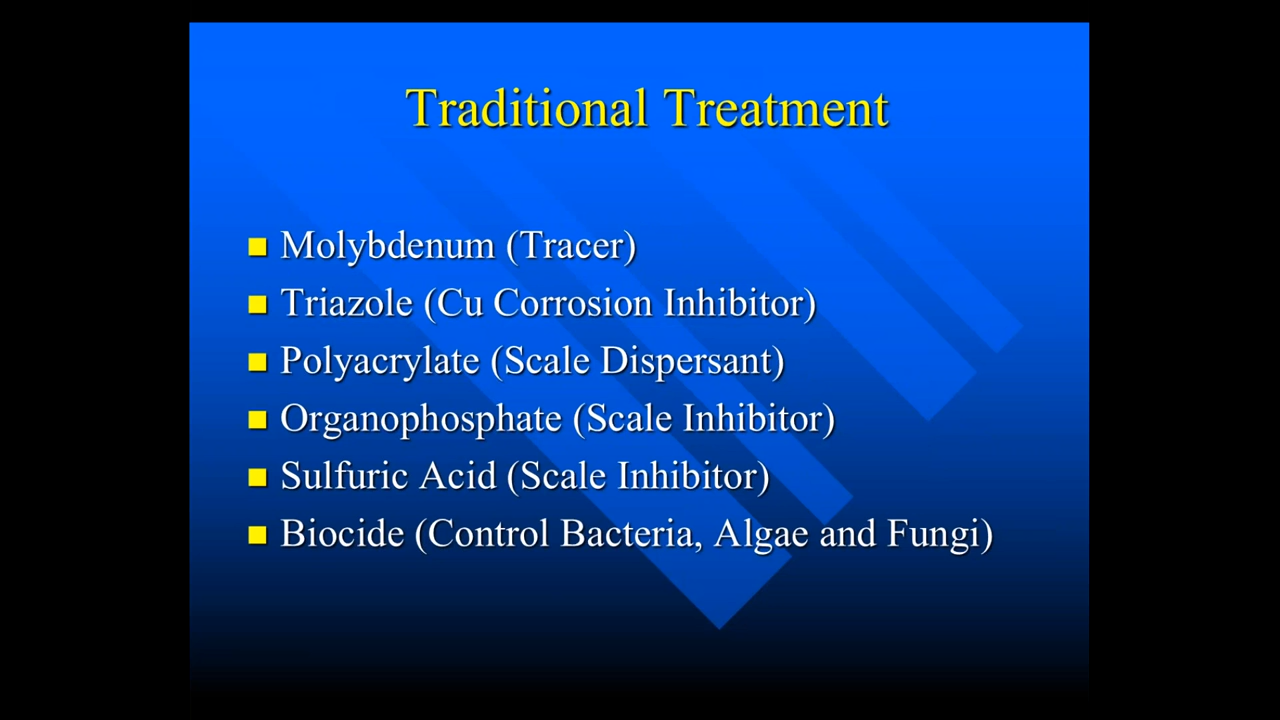 Traditional Treatment
Molybdenum (Tracer)
Triazole (Cu Corrosion Inhibitor)
Polyacrylate (Scale Dispersant)
Organophosphate (Scale Inhibitor)
Sulfuric Acid (Scale Inhibitor)
Biocide (Control Bacteria, Algae and Fungi)